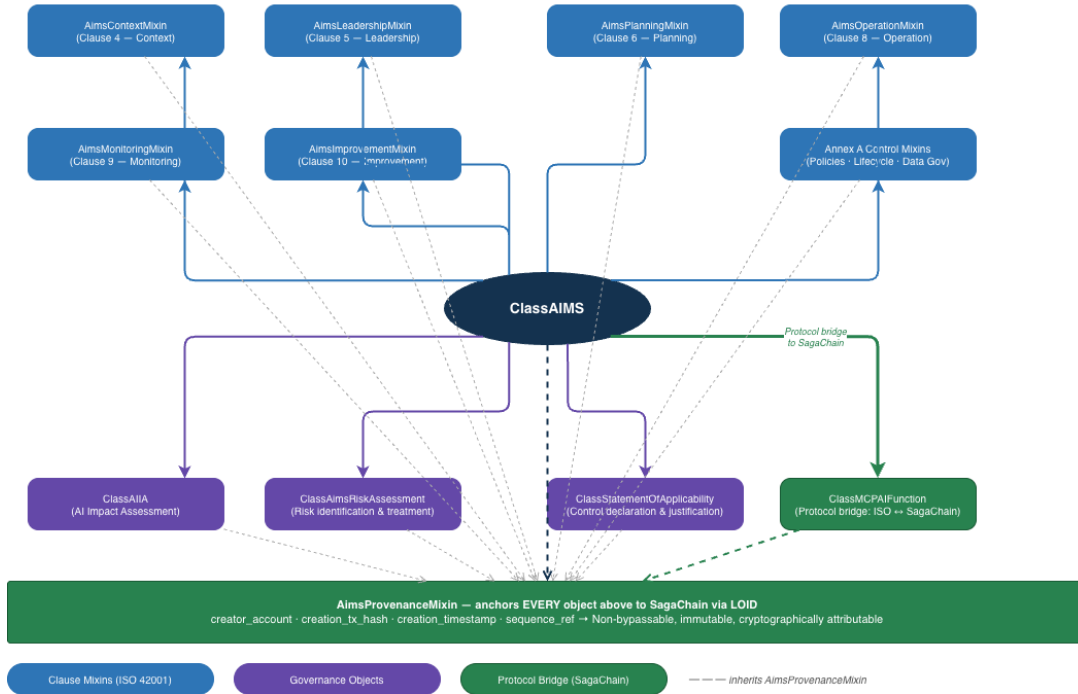 AimsContextMixin
(Clause 4 — Context)
AimsLeadershipMixin
(Clause 5 — Leadership)
AimsPlanningMixin
(Clause 6 — Planning)
AimsOperationMixin
(Clause 8 — Operation)
AimsMonitoringMixin
(Clause 9 — Monitoring)
AimsImprovementMixin
(Clause 10 — Improvement)
Annex A Control Mixins
(Policies · Lifecycle · Data Gov)
ClassAIMS
Protocol bridge
to SagaChain
ClassAIIA
(AI Impact Assessment)
ClassAimsRiskAssessment
(Risk identification & treatment)
ClassStatementOfApplicability
(Control declaration & justification)
ClassMCPAIFunction
(Protocol bridge: ISO ↔ SagaChain)
AimsProvenanceMixin — anchors EVERY object above to SagaChain via LOID
creator_account · creation_tx_hash · creation_timestamp · sequence_ref → Non-bypassable, immutable, cryptographically attributable
Clause Mixins (ISO 42001)
Governance Objects
Protocol Bridge (SagaChain)
inherits AimsProvenanceMixin